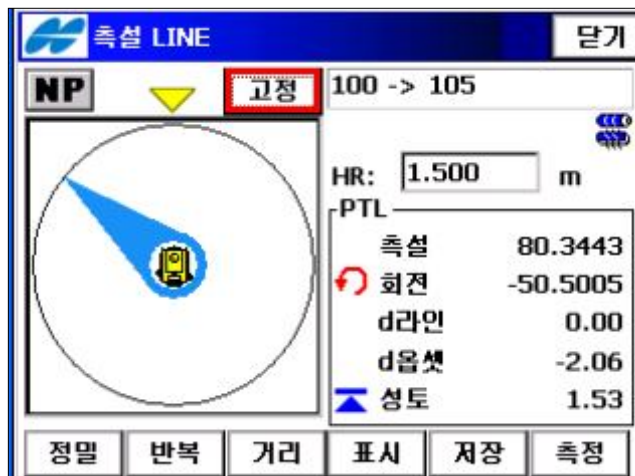 측설 LINE 닫기
NP 고정 100 -> 105
HR: 1.500 m
PTL
측설 80.3443
회전 -50.5005
d라인 0.00
d옵셋 -2.06
성토 1.53
정밀 반복 거리 표시 저장 측정